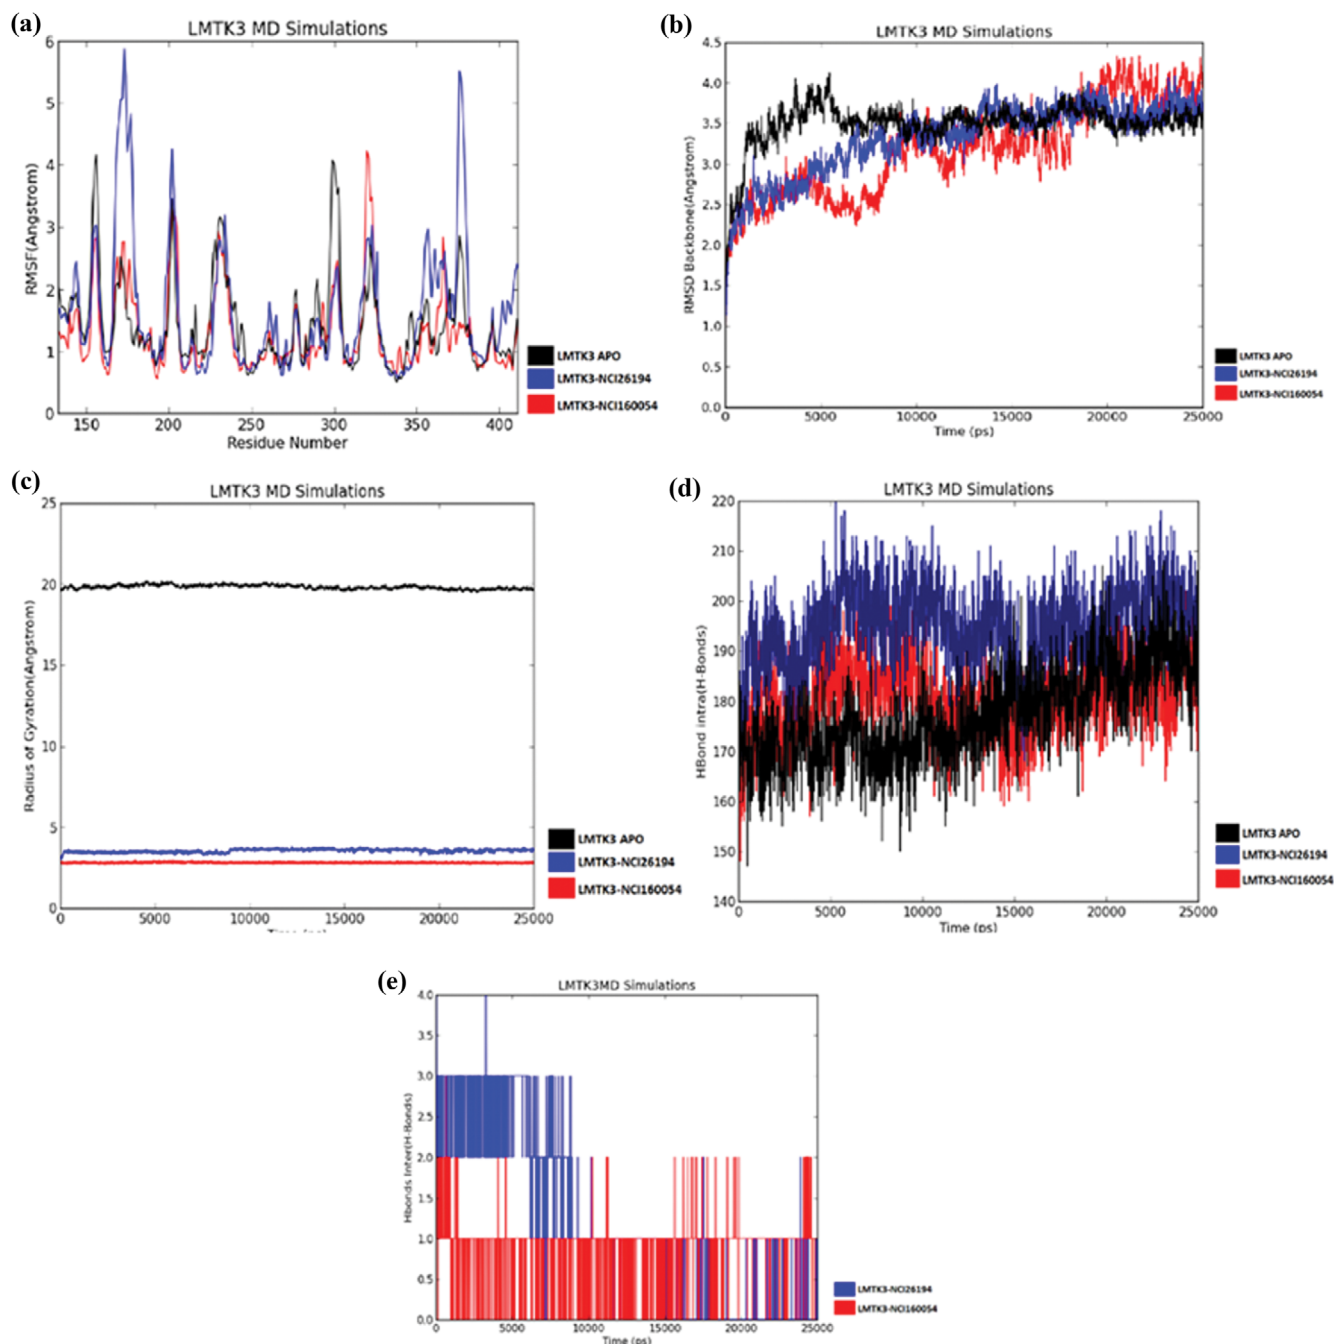 (a)
LMTK3 MD Simulations
RMSF(Angstrom)
6
5
4
3
2
1
0
150 200 250 300 350 400
Residue Number
LMTK3 APO
LMTK3-NCI26194
LMTK3-NCI160054
(b)
LMTK3 MD Simulations
RMSD Backbone(Angstrom)
4.5
4.0
3.5
3.0
2.5
2.0
1.5
1.0
0.5
0.0
0 5000 10000 15000 20000 25000
Time (ps)
LMTK3 APO
LMTK3-NCI26194
LMTK3-NCI160054
(c)
LMTK3 MD Simulations
Radius of Gyration(Angstrom)
25
20
15
10
5
0
0 5000 10000 15000 20000 25000
LMTK3 APO
LMTK3-NCI26194
LMTK3-NCI160054
(d)
LMTK3 MD Simulations
HBond intra(H-Bonds)
220
210
200
190
180
170
160
150
140
0 5000 10000 15000 20000 25000
Time (ps)
LMTK3 APO
LMTK3-NCI26194
LMTK3-NCI160054
(e)
LMTK3MD Simulations
Hbonds Inter(H-Bonds)
4.0
3.5
3.0
2.5
2.0
1.5
1.0
0.5
0.0
0 5000 10000 15000 20000 25000
Time (ps)
LMTK3-NCI26194
LMTK3-NCI160054